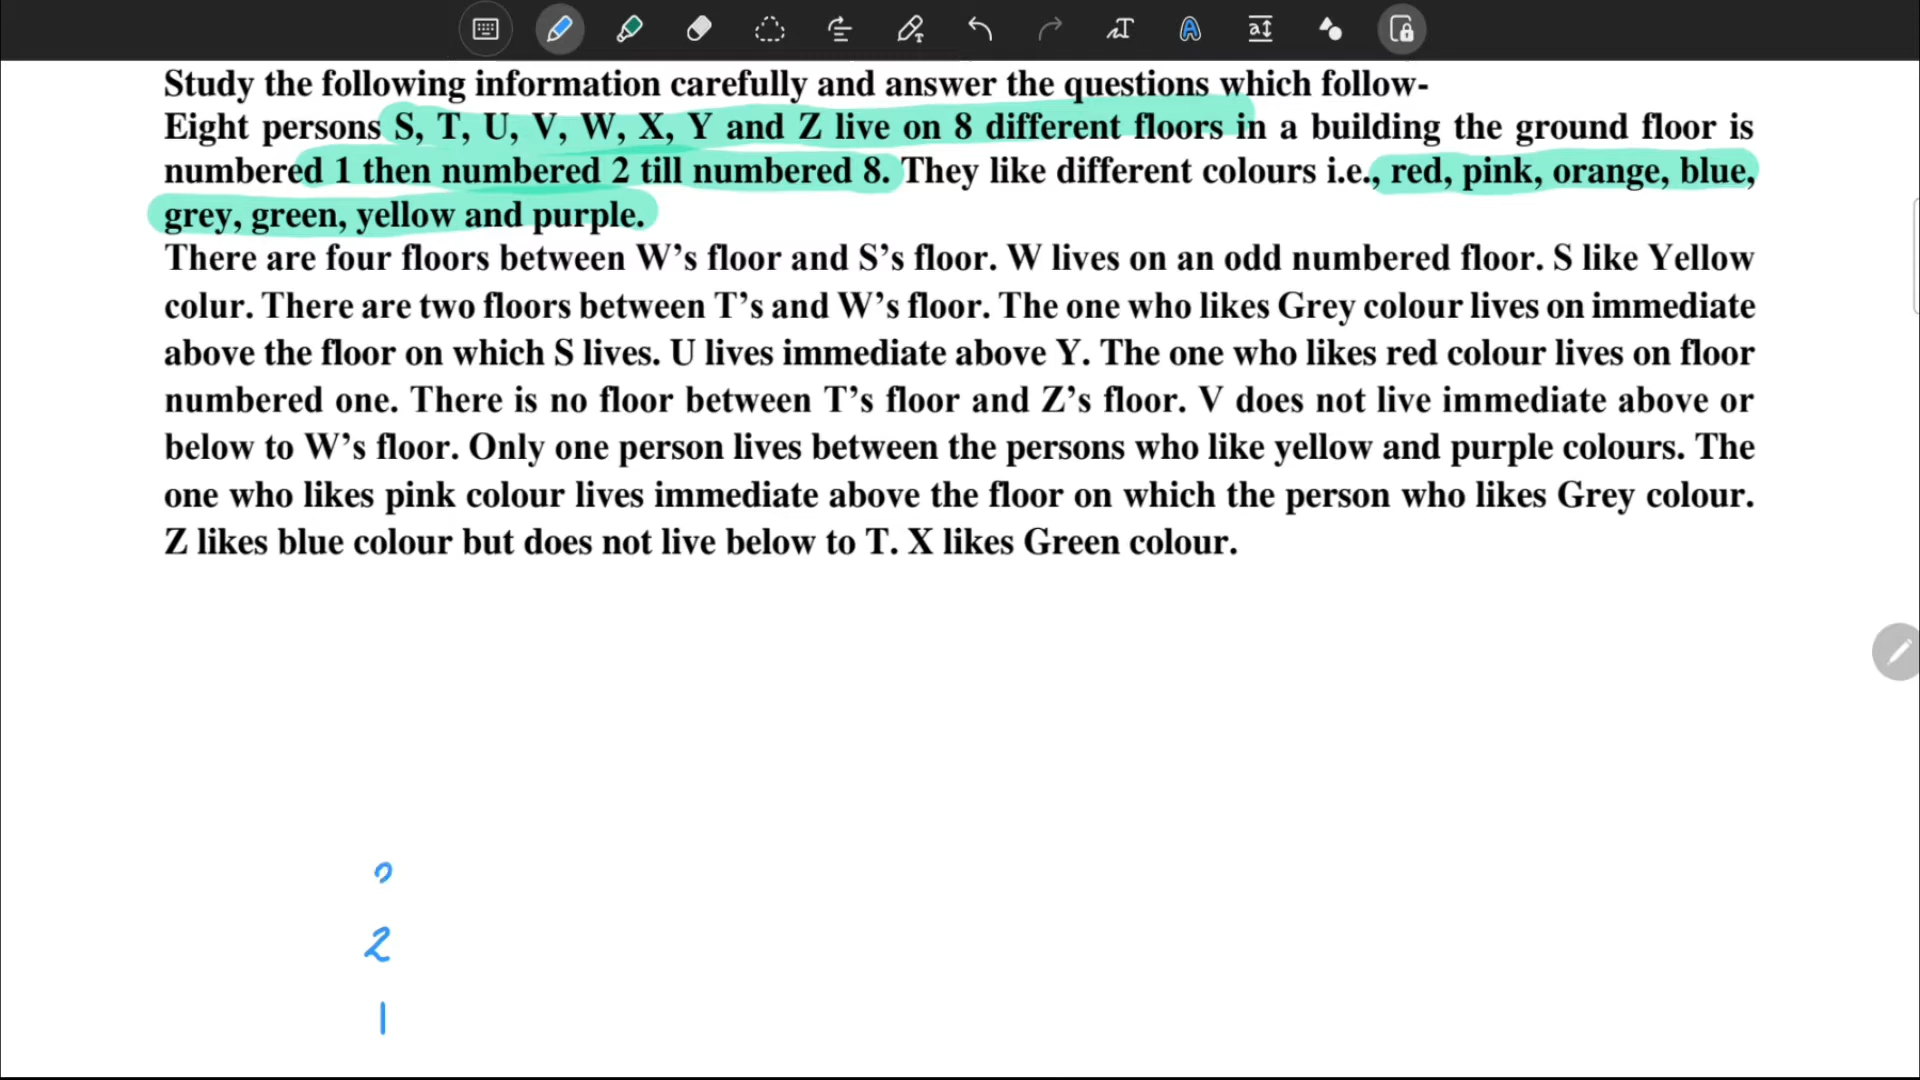 Study the following information carefully and answer the questions which follow-
Eight persons S, T, U, V, W, X, Y and Z live on 8 different floors in a building the ground floor is
numbered 1 then numbered 2 till numbered 8. They like different colours i.e., red, pink, orange, blue,
grey, green, yellow and purple.
There are four floors between W’s floor and S’s floor. W lives on an odd numbered floor. S like Yellow
colur. There are two floors between T’s and W’s floor. The one who likes Grey colour lives on immediate
above the floor on which S lives. U lives immediate above Y. The one who likes red colour lives on floor
numbered one. There is no floor between T’s floor and Z’s floor. V does not live immediate above or
below to W’s floor. Only one person lives between the persons who like yellow and purple colours. The
one who likes pink colour lives immediate above the floor on which the person who likes Grey colour.
Z likes blue colour but does not live below to T. X likes Green colour.
2
1